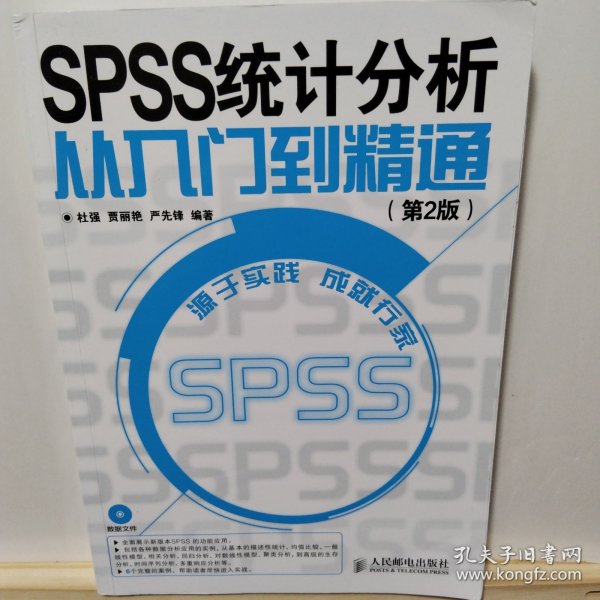 SPSS统计分析
从入门到精通
（第2版）
杜强 贾丽艳 严先锋 编著
源于实践 成就行家
SPSS
数据文件
全面展示新版本SPSS 的功能应用。
包括各种数据分析应用的实例，从基本的描述性统计、均值比较、一般
线性模型、相关分析、回归分析、对数线性模型、聚类分析，到高级的生存
分析、时间序列分析、多重响应分析等。
6个完整的案例，帮助读者尽快进入实战。
人民邮电出版社
POSTS & TELECOM PRESS
孔夫子旧书网
www.kongfz.com